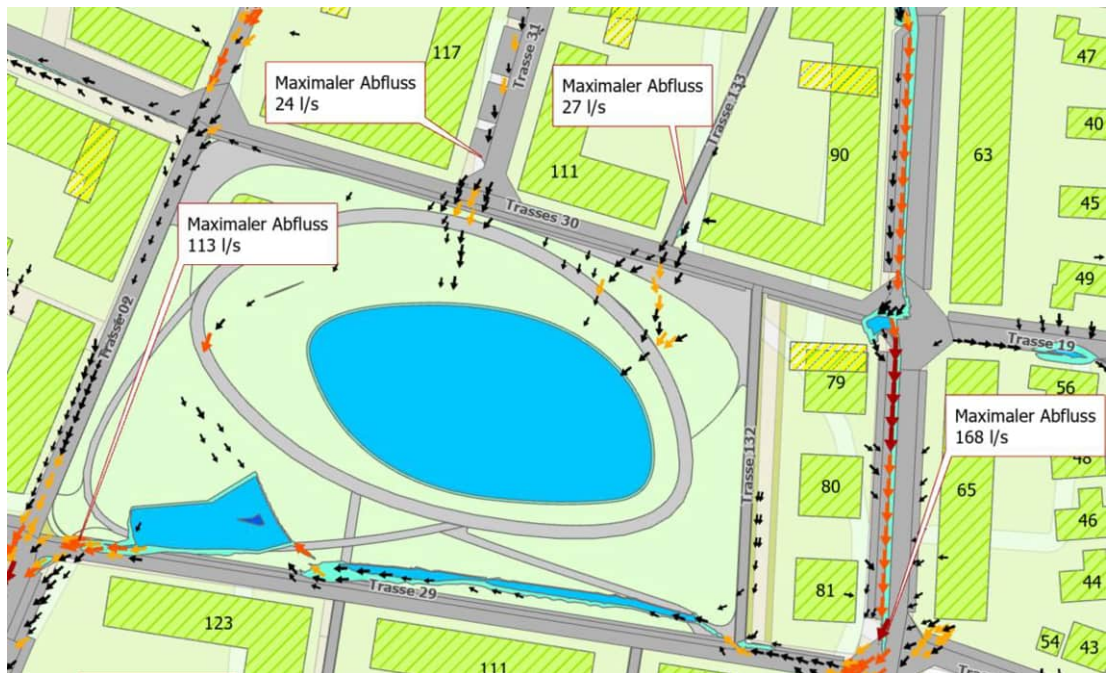 117
Trasse 31
47
Maximaler Abfluss
24 l/s
Maximaler Abfluss
27 l/s
Trasse 133
40
111
90
63
45
Maximaler Abfluss
113 l/s
Trasses 30
49
Trasse 02
Trasse 19
79
56
Maximaler Abfluss
168 l/s
Trasse 132
48
80
65
46
Trasse 29
81
44
123
54
43
111